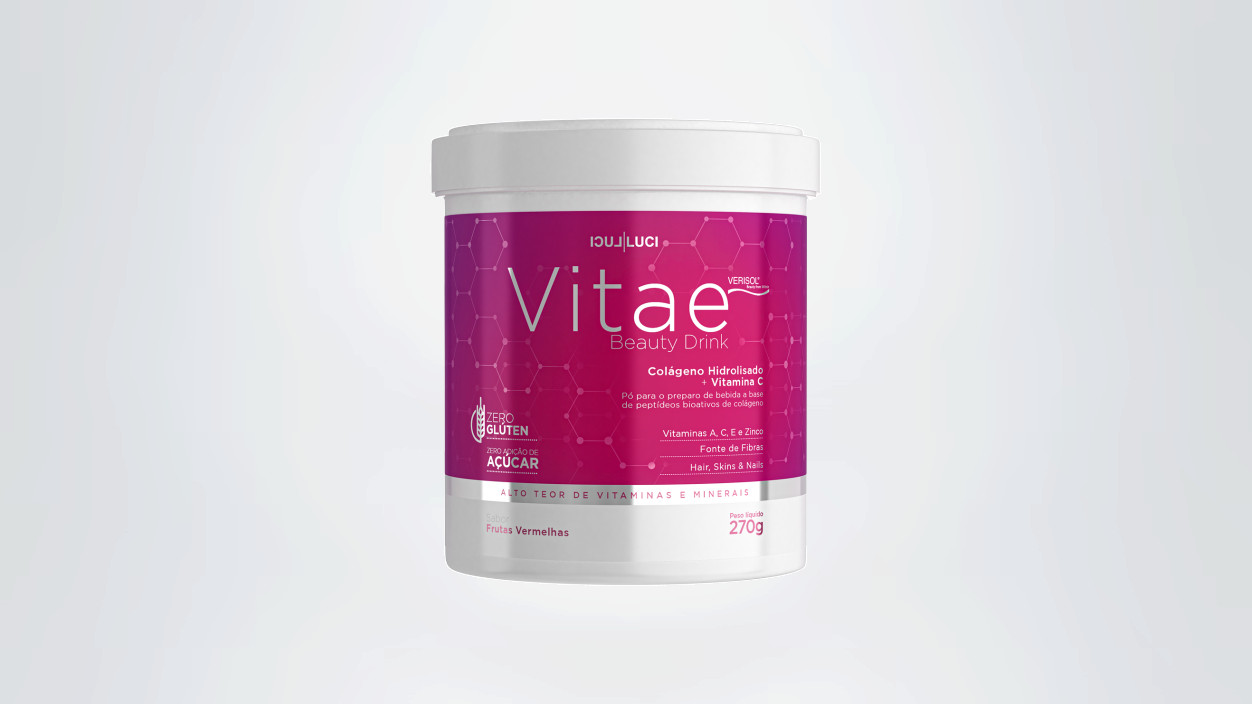 LUCI|LUCI
Vitae
VERISOL®
Beauty Drink
Colágeno Hidrolisado
+ Vitamina C
Pó para o preparo de bebida a base
de peptídeos bioativos de colágeno
ZERO
GLÚTEN
ZERO ADIÇÃO DE
AÇÚCAR
Vitaminas A, C, E e Zinco
Fonte de Fibras
Hair, Skins & Nails
ALTO TEOR DE VITAMINAS E MINERAIS
Sabor
Frutas Vermelhas
Peso líquido
270g